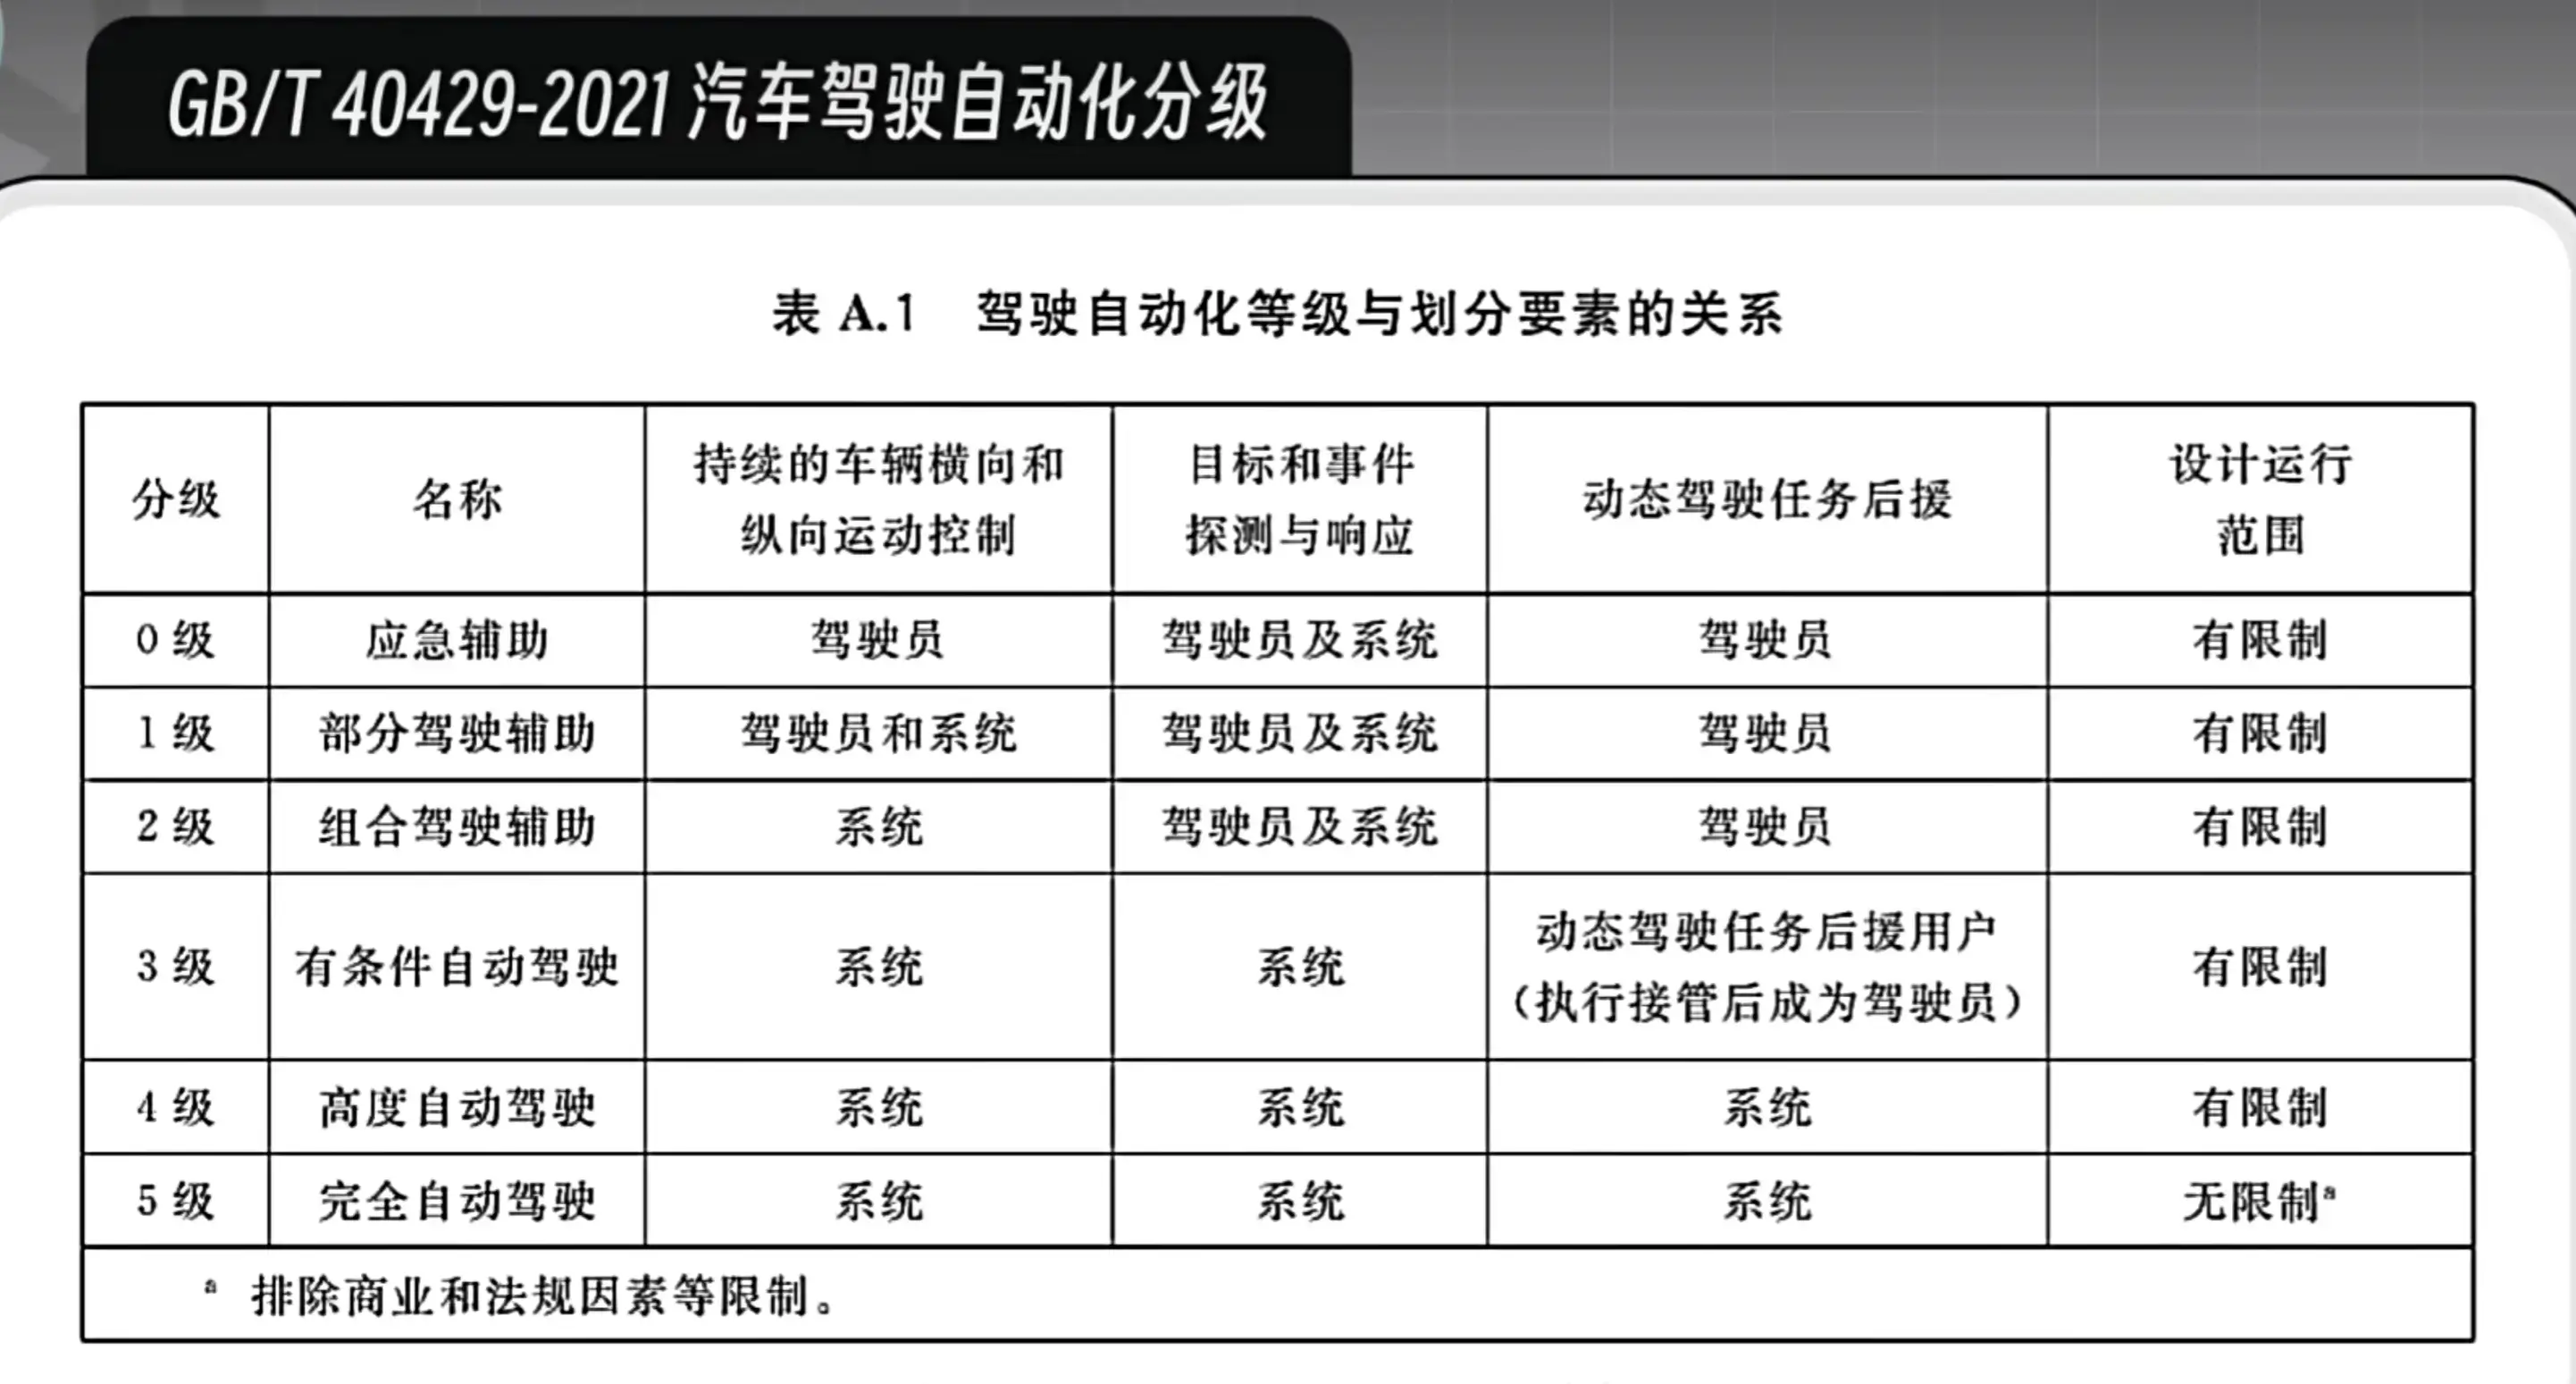 GB/T 40429-2021 汽车驾驶自动化分级
表 A.1 驾驶自动化等级与划分要素的关系
分级 名称 持续的车辆横向和纵向运动控制 目标和事件探测与响应 动态驾驶任务后援 设计运行范围
0 级 应急辅助 驾驶员 驾驶员及系统 驾驶员 有限制
1 级 部分驾驶辅助 驾驶员和系统 驾驶员及系统 驾驶员 有限制
2 级 组合驾驶辅助 系统 驾驶员及系统 驾驶员 有限制
3 级 有条件自动驾驶 系统 系统 动态驾驶任务后援用户（执行接管后成为驾驶员） 有限制
4 级 高度自动驾驶 系统 系统 系统 有限制
5 级 完全自动驾驶 系统 系统 系统 无限制ª
ª 排除商业和法规因素等限制。